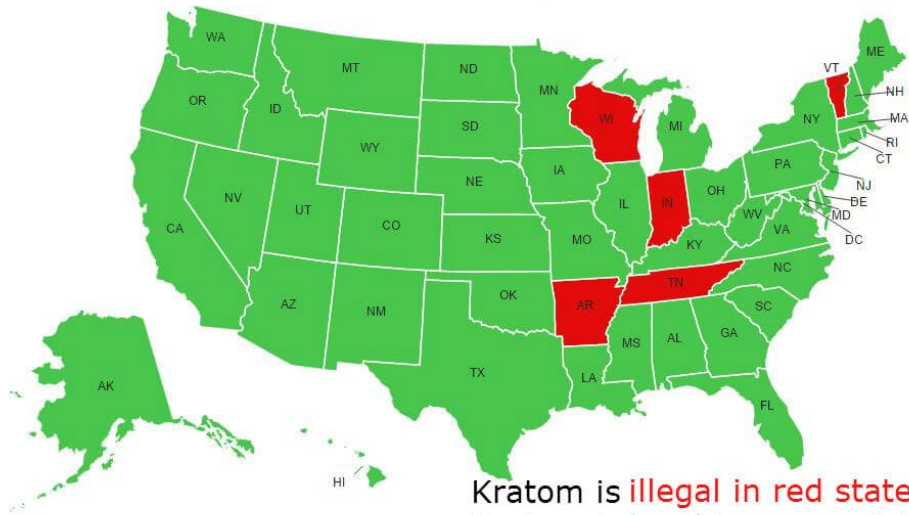 WA
MT
ND
MN
ME
VT
NH
OR
ID
SD
WI
MI
NY
MA
RI
CT
WY
IA
PA
NJ
NE
OH
DE
NV
UT
IL
IN
WV
MD
CA
CO
KS
MO
KY
VA
DC
NC
TN
AZ
NM
OK
AR
SC
MS
AL
GA
TX
LA
AK
FL
HI
Kratom is illegal in red state